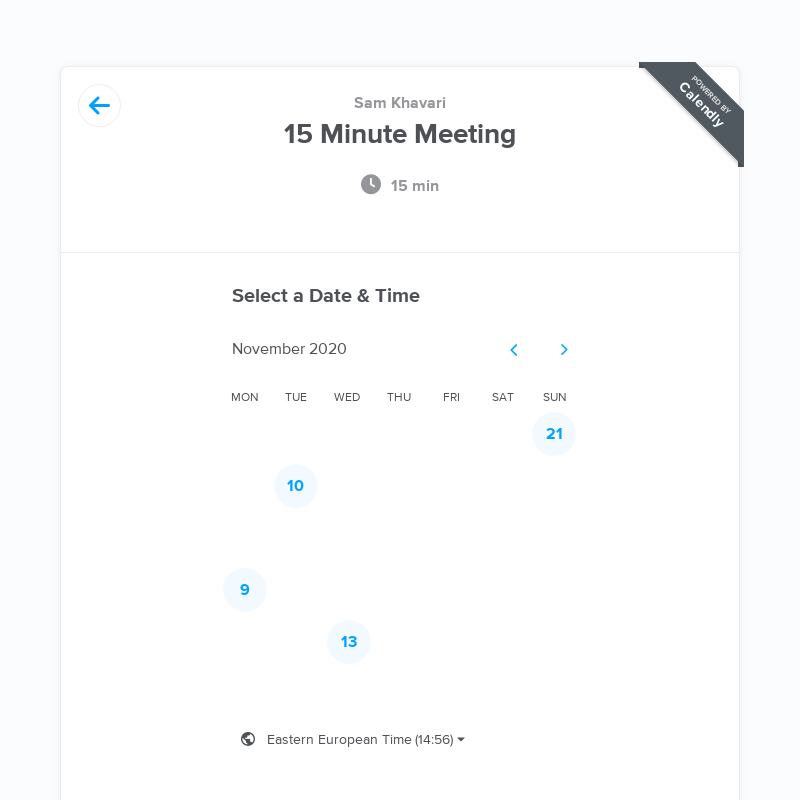 POWERED BY
Calendly
Sam Khavari
15 Minute Meeting
15 min
Select a Date & Time
November 2020
MON TUE WED THU FRI SAT SUN
21
10
9
13
Eastern European Time (14:56)